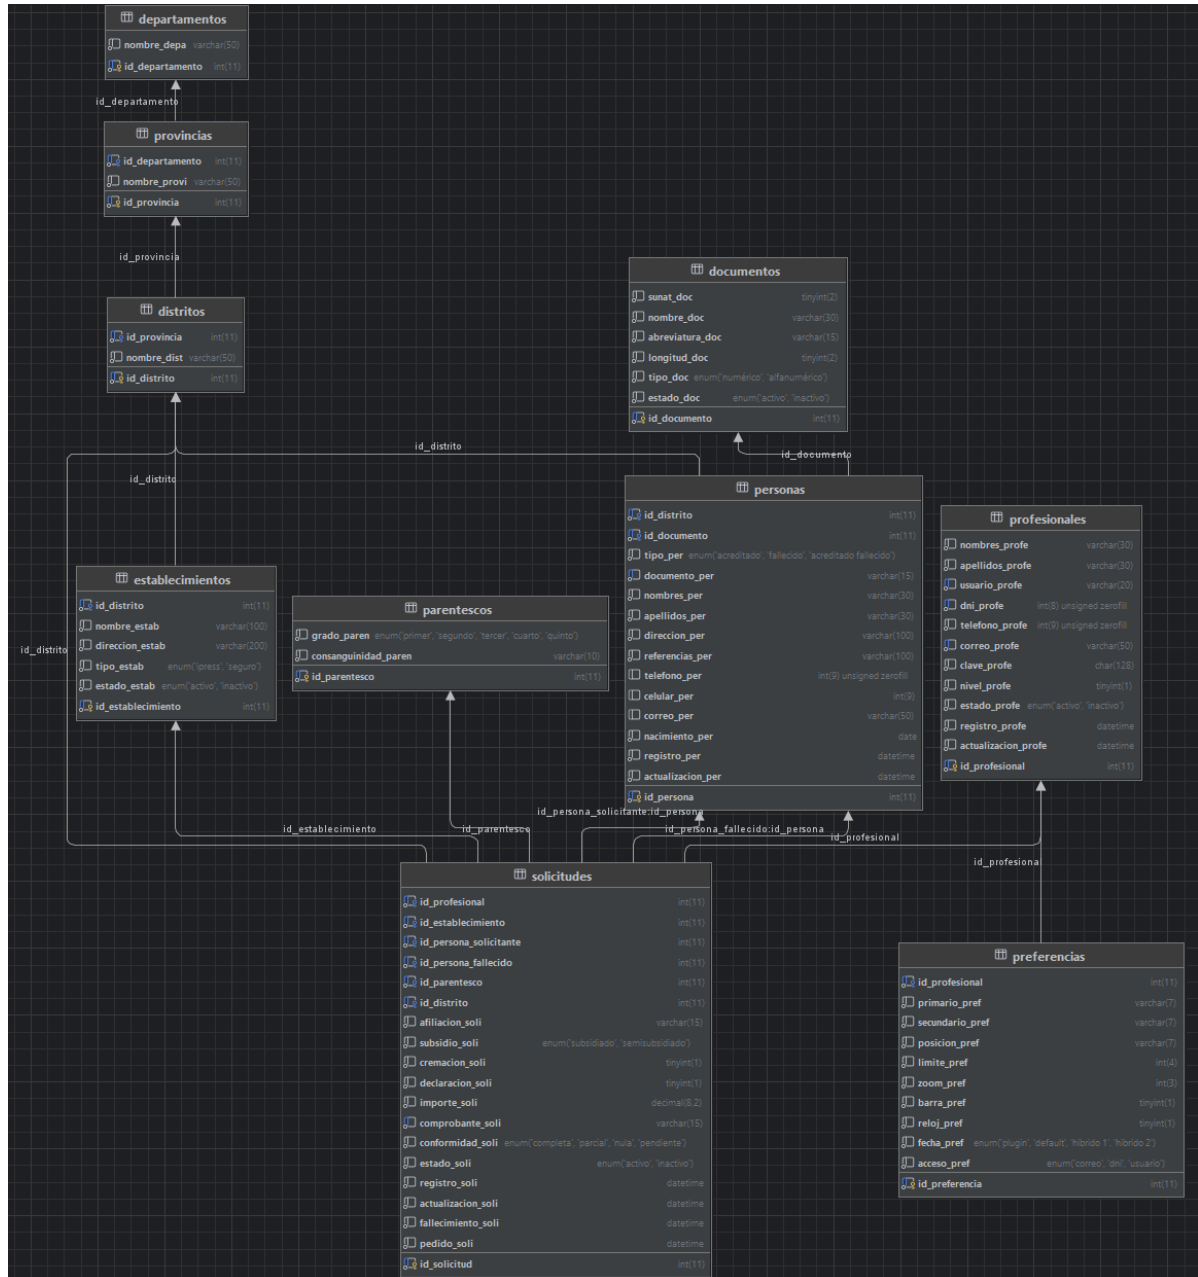 departamentos
nombre_depa varchar(50)
id_departamento int(11)
id_departamento
provincias
id_departamento int(11)
nombre_provi varchar(50)
id_provincia int(11)
id_provincia
distritos
id_provincia int(11)
nombre_dist varchar(50)
id_distrito int(11)
documentos
sunat_doc tinyint(2)
nombre_doc varchar(30)
abreviatura_doc varchar(15)
longitud_doc tinyint(2)
tipo_doc enum('numérico', 'alfanumérico')
estado_doc enum('activo', 'inactivo')
id_documento int(11)
id_distrito
id_documento
id_distrito
personas
id_distrito int(11)
id_documento int(11)
tipo_per enum('acreditado', 'fallecido', 'acreditado fallecido')
documento_per varchar(15)
nombres_per varchar(30)
apellidos_per varchar(30)
direccion_per varchar(100)
referencias_per varchar(100)
telefono_per int(9) unsigned zerofill
celular_per int(9)
correo_per varchar(50)
nacimiento_per date
registro_per datetime
actualizacion_per datetime
id_persona int(11)
profesionales
nombres_profe varchar(30)
apellidos_profe varchar(30)
usuario_profe varchar(20)
dni_profe int(8) unsigned zerofill
telefono_profe int(9) unsigned zerofill
correo_profe varchar(50)
clave_profe char(128)
nivel_profe tinyint(1)
estado_profe enum('activo', 'inactivo')
registro_profe datetime
actualizacion_profe datetime
id_profesional int(11)
establecimientos
id_distrito int(11)
nombre_estab varchar(100)
direccion_estab varchar(200)
tipo_estab enum('ipress', 'seguro')
estado_estab enum('activo', 'inactivo')
id_establecimiento int(11)
parentescos
grado_paren enum('primer', 'segundo', 'tercer', 'cuarto', 'quinto')
consanguinidad_paren varchar(10)
id_parentesco int(11)
id_distrito
id_establecimiento
id_parentesco
id_persona_solicitante:id_persona
id_persona_fallecido:id_persona
id_profesional
id_profesional
solicitudes
id_profesional int(11)
id_establecimiento int(11)
id_persona_solicitante int(11)
id_persona_fallecido int(11)
id_parentesco int(11)
id_distrito int(11)
afiliacion_soli varchar(15)
subsidio_soli enum('subsidiado', 'semisubsidiado')
cremacion_soli tinyint(1)
declaracion_soli tinyint(1)
importe_soli decimal(8,2)
comprobante_soli varchar(15)
conformidad_soli enum('completa', 'parcial', 'nula', 'pendiente')
estado_soli enum('activo', 'inactivo')
registro_soli datetime
actualizacion_soli datetime
fallecimiento_soli datetime
pedido_soli datetime
id_solicitud int(11)
preferencias
id_profesional int(11)
primario_pref varchar(7)
secundario_pref varchar(7)
posicion_pref varchar(7)
limite_pref int(4)
zoom_pref int(3)
barra_pref tinyint(1)
reloj_pref tinyint(1)
fecha_pref enum('plugin', 'default', 'hibrido 1', 'hibrido 2')
acceso_pref enum('correo', 'dni', 'usuario')
id_preferencia int(11)